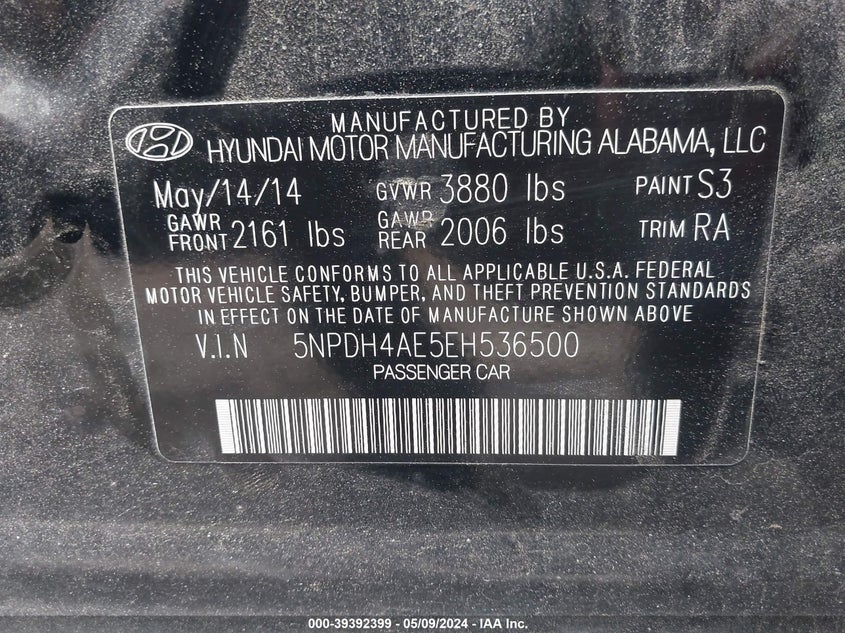 MANUFACTURED BY
HYUNDAI MOTOR MANUFACTURING ALABAMA, LLC
May/14/14 GVWR 3880 lbs PAINT S3
GAWR FRONT 2161 lbs GAWR REAR 2006 lbs TRIM RA
THIS VEHICLE CONFORMS TO ALL APPLICABLE U.S.A. FEDERAL
MOTOR VEHICLE SAFETY, BUMPER, AND THEFT PREVENTION STANDARDS
IN EFFECT ON THE DATE OF MANUFACTURE SHOWN ABOVE
V.I.N 5NPDH4AE5EH536500
PASSENGER CAR
000-39392399 - 05/09/2024 - IAA Inc.